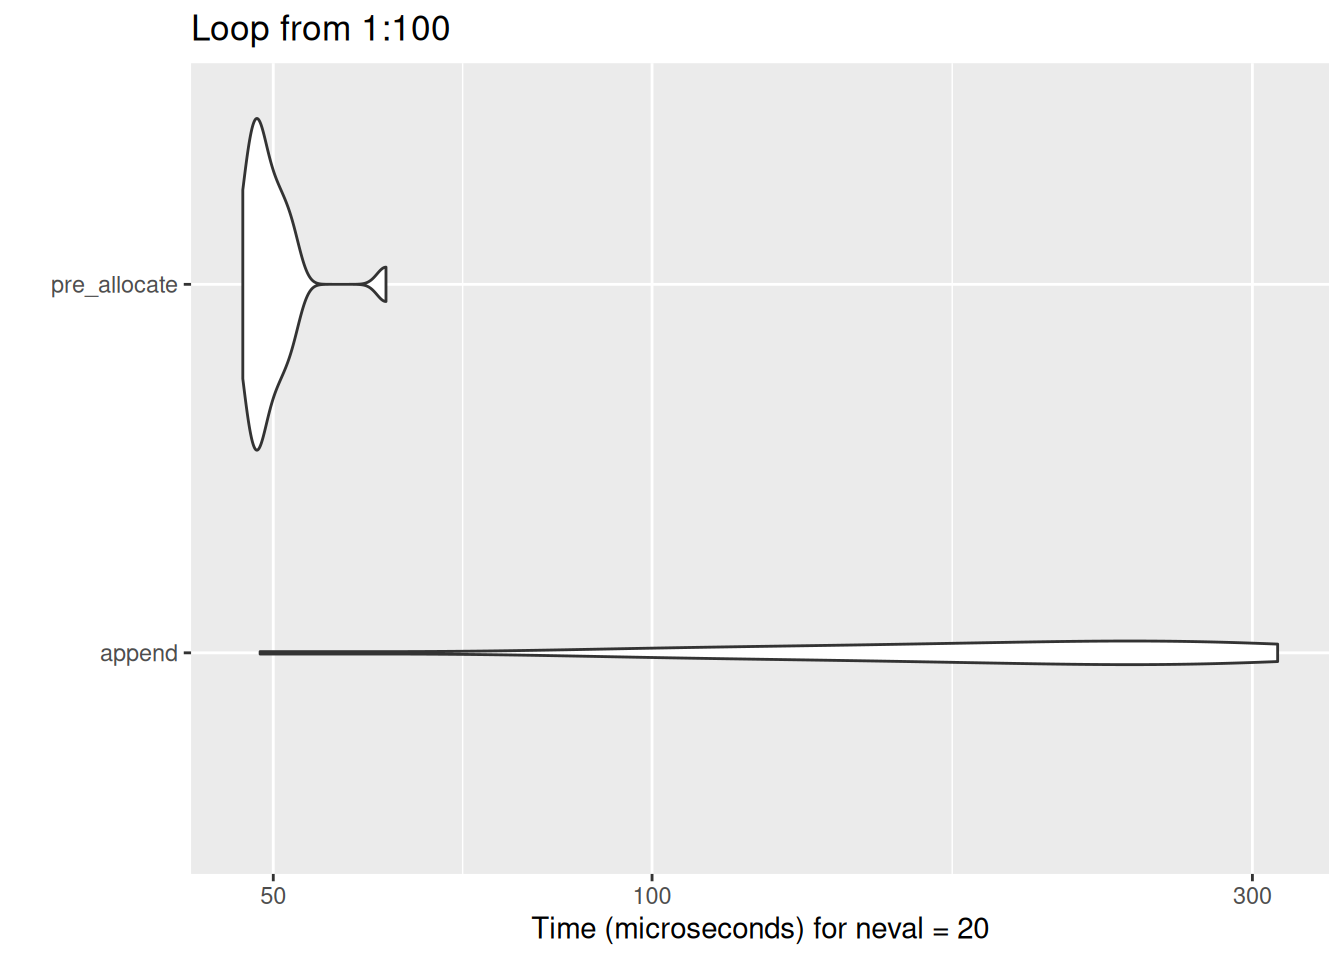 Loop from 1:100
pre_allocate
append
50
100
300
Time (microseconds) for neval = 20